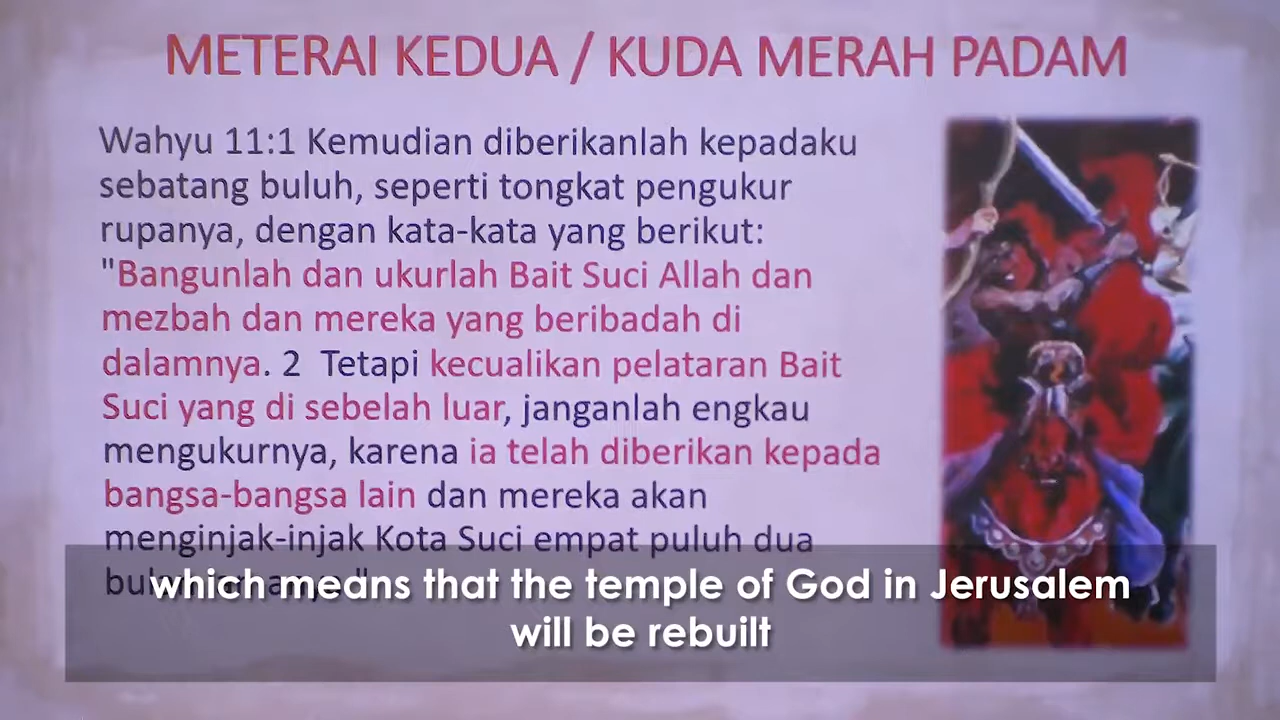 METERAI KEDUA / KUDA MERAH PADAM
Wahyu 11:1 Kemudian diberikanlah kepadaku
sebatang buluh, seperti tongkat pengukur
rupanya, dengan kata-kata yang berikut:
"Bangunlah dan ukurlah Bait Suci Allah dan
mezbah dan mereka yang beribadah di
dalamnya. 2 Tetapi kecualikan pelataran Bait
Suci yang di sebelah luar, janganlah engkau
mengukurnya, karena ia telah diberikan kepada
bangsa-bangsa lain dan mereka akan
menginjak-injak Kota Suci empat puluh dua
which means that the temple of God in Jerusalem
will be rebuilt